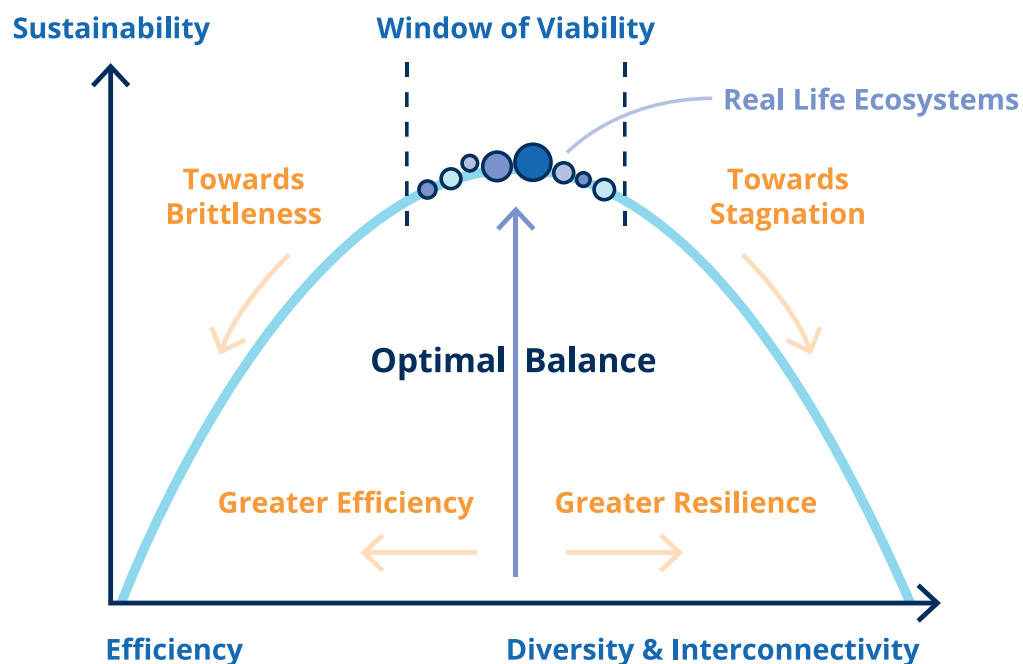 Sustainability
Window of Viability
Real Life Ecosystems
Towards
Brittleness
Towards
Stagnation
Optimal Balance
Greater Efficiency
Greater Resilience
Efficiency
Diversity & Interconnectivity